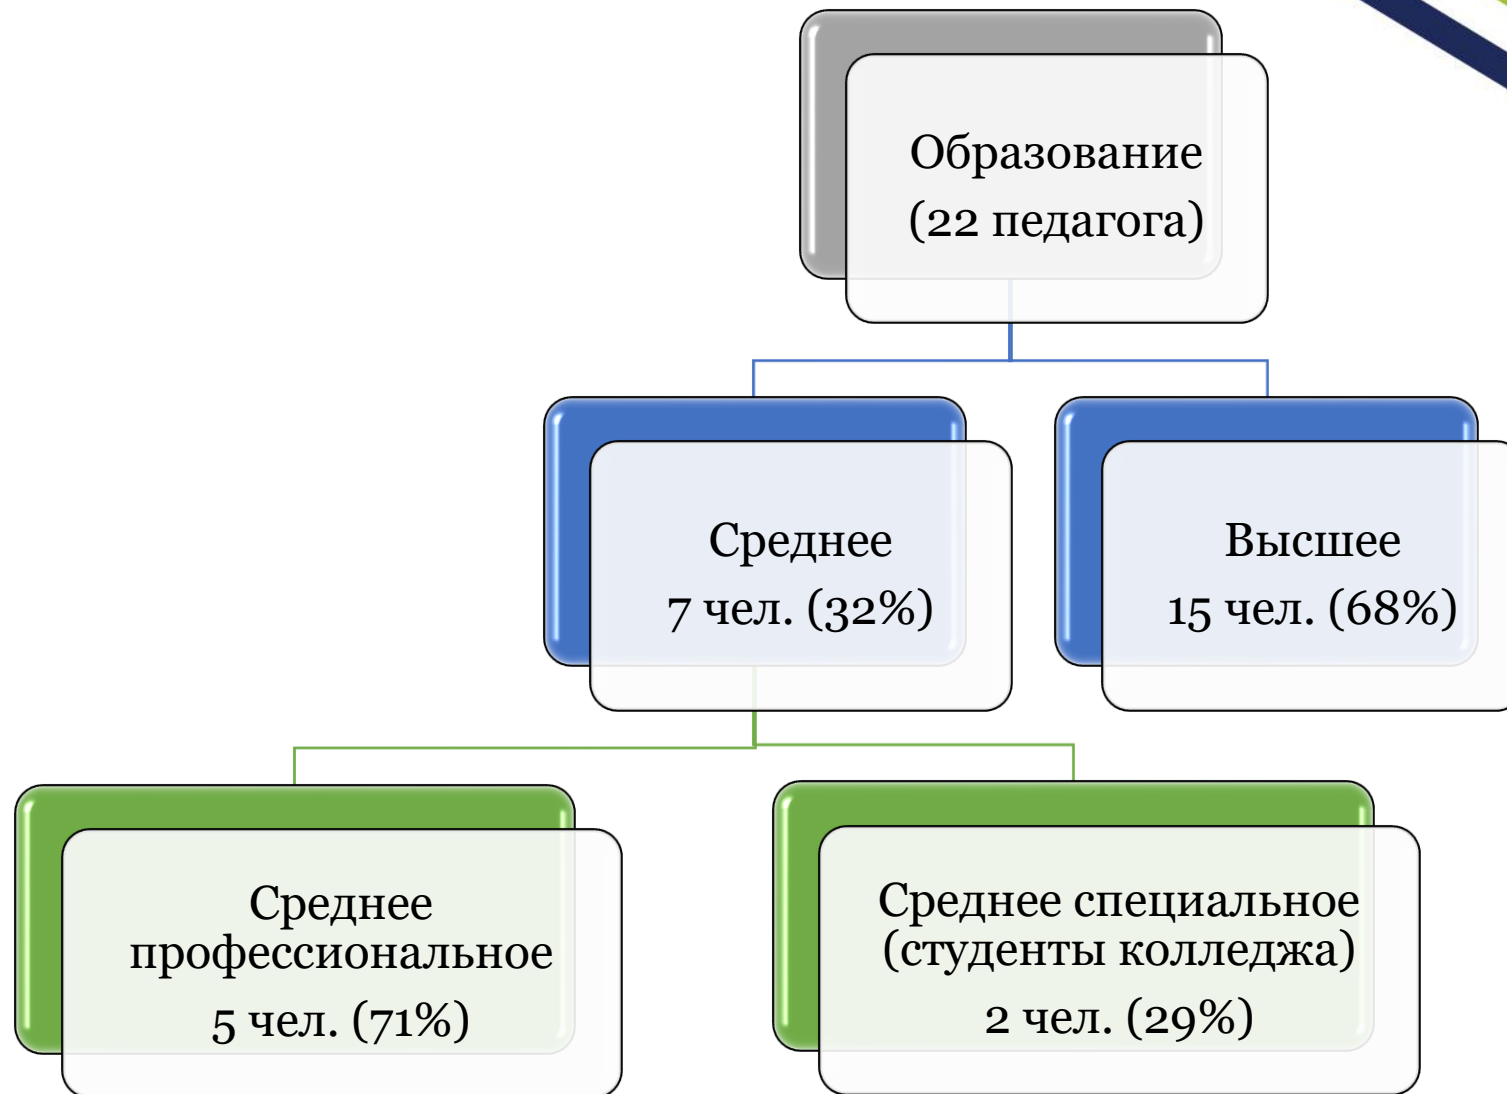 Образование
(22 педагога)
Среднее
7 чел. (32%)
Высшее
15 чел. (68%)
Среднее
профессиональное
5 чел. (71%)
Среднее специальное
(студенты колледжа)
2 чел. (29%)